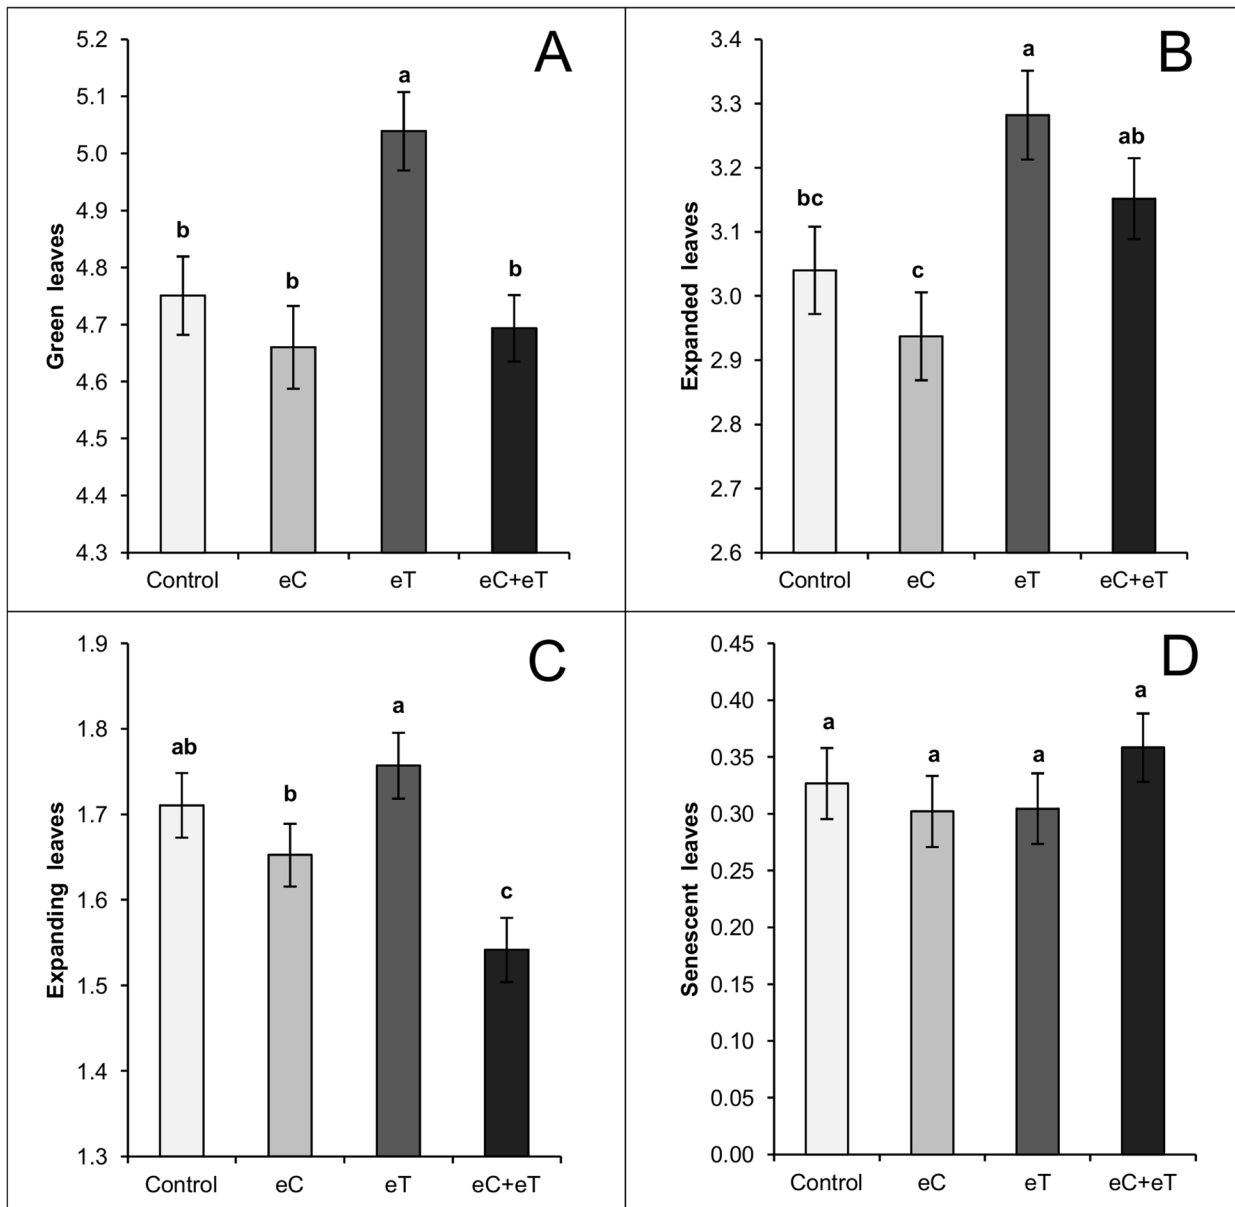 A
Green leaves
5.2
5.1
5.0
4.9
4.8
4.7
4.6
4.5
4.4
4.3
b
b
a
b
Control eC eT eC+eT
B
Expanded leaves
3.4
3.3
3.2
3.1
3.0
2.9
2.8
2.7
2.6
bc
c
a
ab
Control eC eT eC+eT
C
Expanding leaves
1.9
1.8
1.7
1.6
1.5
1.4
1.3
ab
b
a
c
Control eC eT eC+eT
D
Senescent leaves
0.45
0.40
0.35
0.30
0.25
0.20
0.15
0.10
0.05
0.00
a
a
a
a
Control eC eT eC+eT